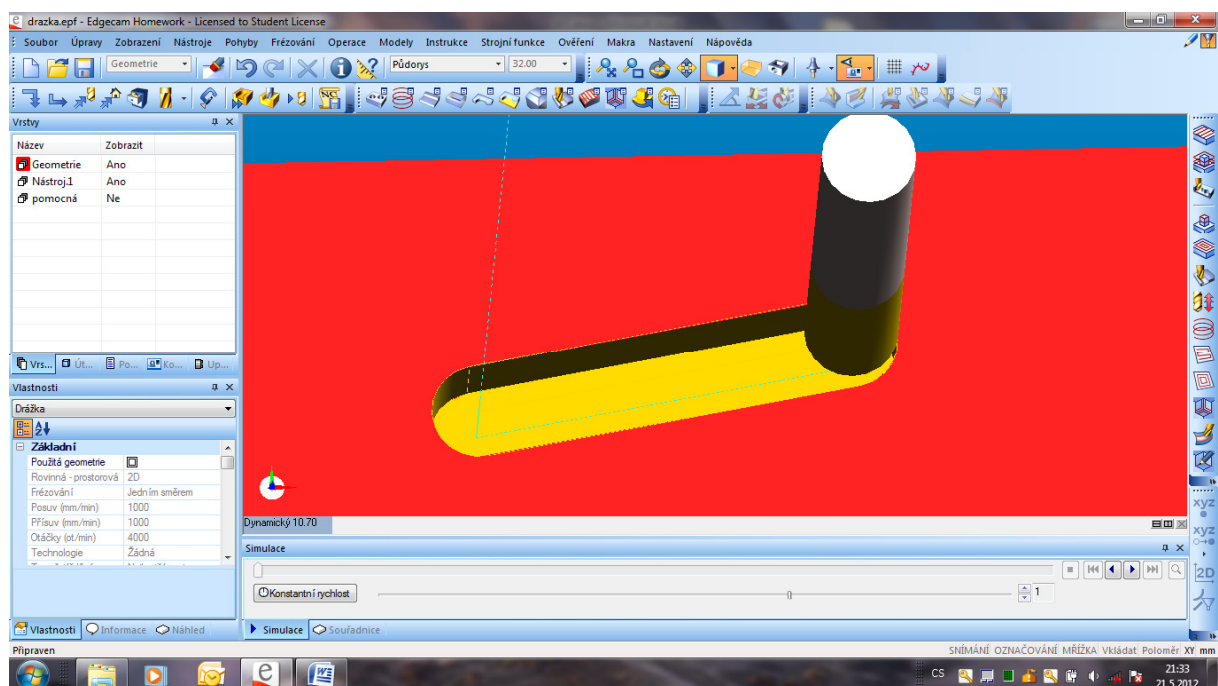 drazka.epf - Edgecam Homework - Licensed to Student License
Soubor Úpravy Zobrazení Nástroje Pohyby Frézování Operace Modely Instrukce Strojní funkce Ověření Makra Nastavení Nápověda
Geometrie Půdorys 32.00
Vrstvy
Název Zobrazit
Geometrie Ano
Nástroj.1 Ano
pomocná Ne
Vrs... Út... Po... Ko... Up...
Vlastnosti
Drážka
Základní
Použitá geometrie
Rovinná - prostorová 2D
Frézování Jedním směrem
Posuv (mm/min) 1000
Přísuv (mm/min) 1000
Otáčky (ot/min) 4000
Technologie Žádná
Vlastnosti Informace Náhled
Dynamický 10.70
Simulace
Konstantní rychlost 1
Simulace Souřadnice
xyz
xyz
2D
Připraven SNÍMÁNÍ OZNAČOVÁNÍ MŘÍŽKA Vkládat Poloměr XY mm
CS 21:33
21.5.2012